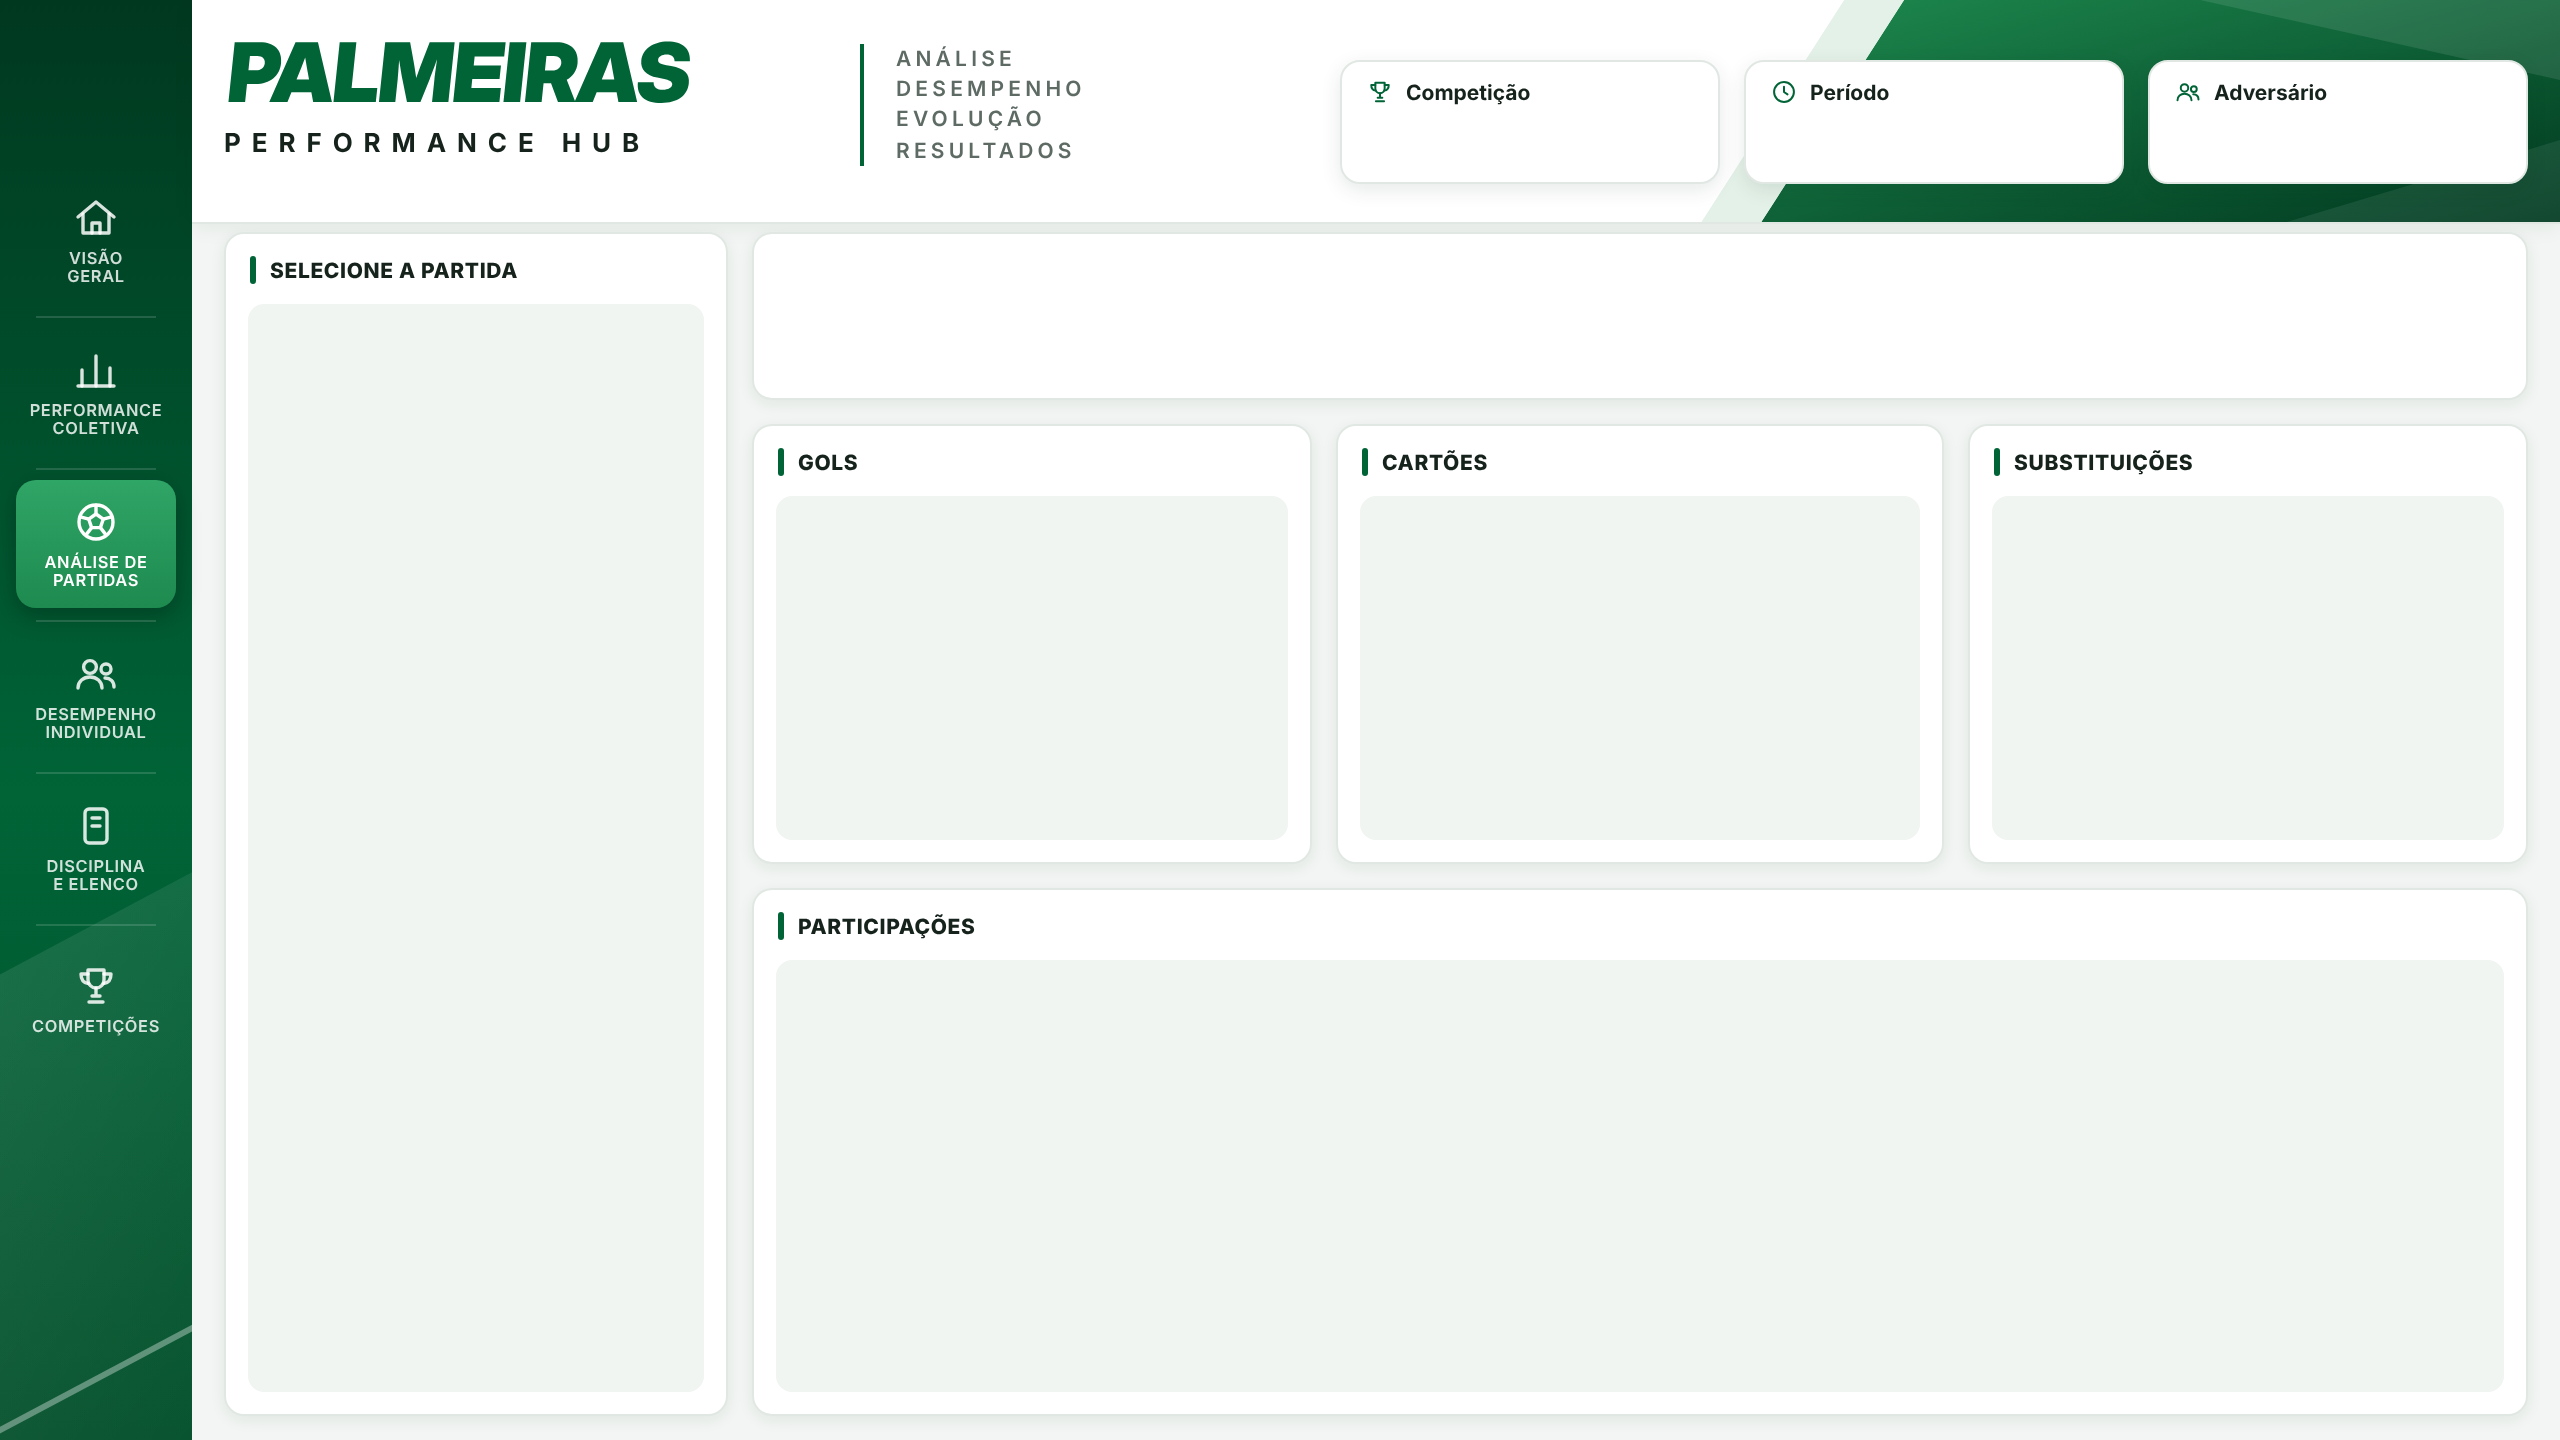 PALMEIRAS
PERFORMANCE HUB
ANÁLISE
DESEMPENHO
EVOLUÇÃO
RESULTADOS
Competição
Período
Adversário
VISÃO
GERAL
PERFORMANCE
COLETIVA
ANÁLISE DE
PARTIDAS
DESEMPENHO
INDIVIDUAL
DISCIPLINA
E ELENCO
COMPETIÇÕES
SELECIONE A PARTIDA
GOLS
CARTÕES
SUBSTITUIÇÕES
PARTICIPAÇÕES